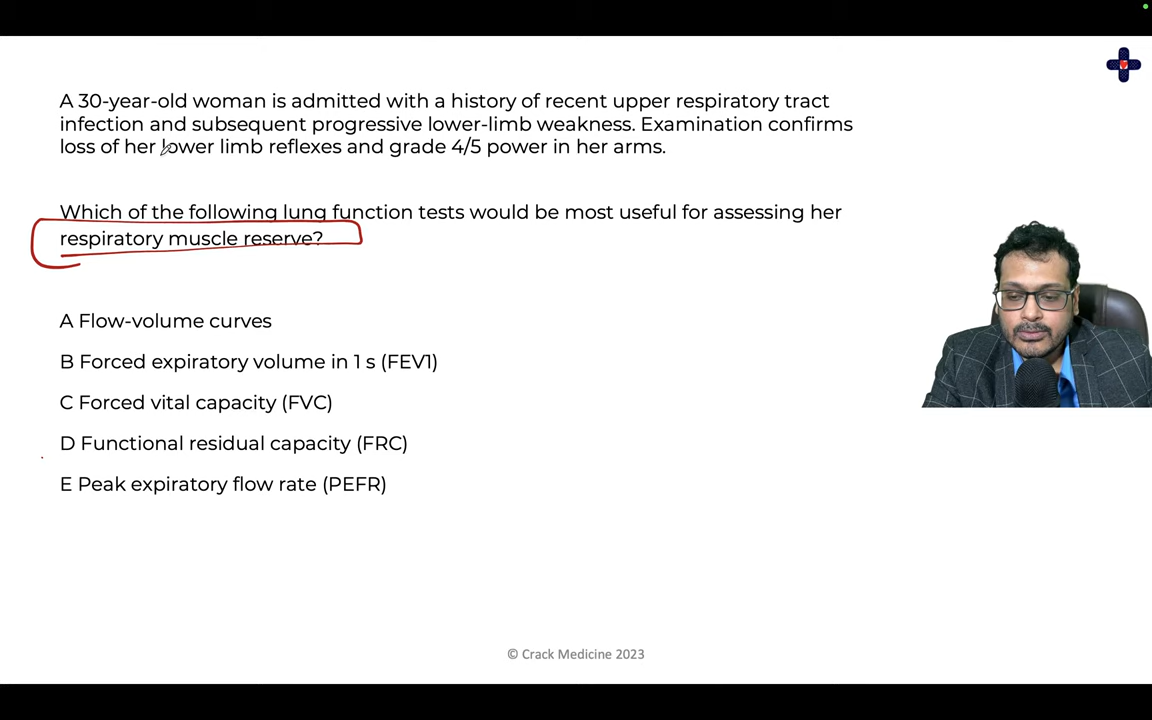 A 30-year-old woman is admitted with a history of recent upper respiratory tract
infection and subsequent progressive lower-limb weakness. Examination confirms
loss of her lower limb reflexes and grade 4/5 power in her arms.
Which of the following lung function tests would be most useful for assessing her
respiratory muscle reserve?
A Flow-volume curves
B Forced expiratory volume in 1 s (FEV1)
C Forced vital capacity (FVC)
D Functional residual capacity (FRC)
E Peak expiratory flow rate (PEFR)
© Crack Medicine 2023